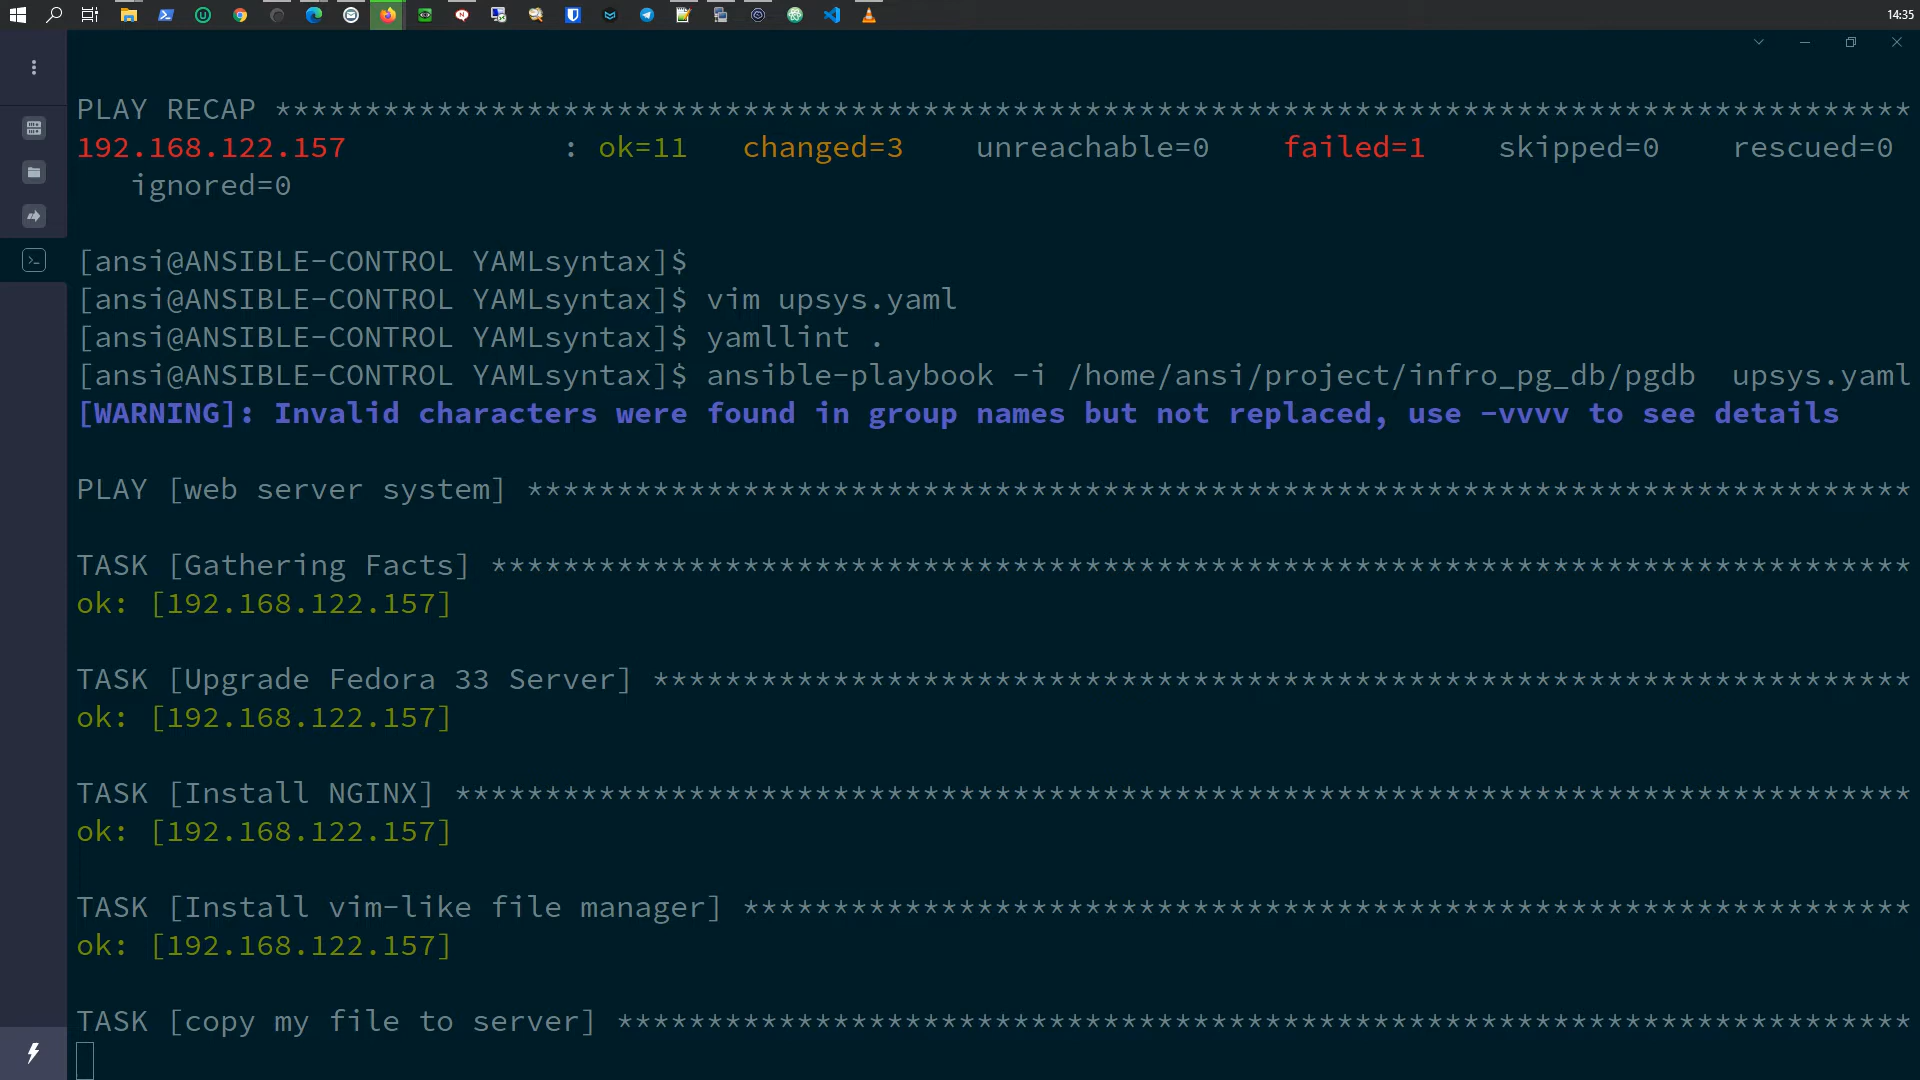 14:35
PLAY RECAP *******************************************************************************************
192.168.122.157 : ok=11 changed=3 unreachable=0 failed=1 skipped=0 rescued=0
ignored=0
[ansi@ANSIBLE-CONTROL YAMLsyntax]$
[ansi@ANSIBLE-CONTROL YAMLsyntax]$ vim upsys.yaml
[ansi@ANSIBLE-CONTROL YAMLsyntax]$ yamllint .
[ansi@ANSIBLE-CONTROL YAMLsyntax]$ ansible-playbook -i /home/ansi/project/infro_pg_db/pgdb upsys.yaml
[WARNING]: Invalid characters were found in group names but not replaced, use -vvvv to see details
PLAY [web server system] *****************************************************************************
TASK [Gathering Facts] *******************************************************************************
ok: [192.168.122.157]
TASK [Upgrade Fedora 33 Server] **********************************************************************
ok: [192.168.122.157]
TASK [Install NGINX] *********************************************************************************
ok: [192.168.122.157]
TASK [Install vim-like file manager] *****************************************************************
ok: [192.168.122.157]
TASK [copy my file to server] ************************************************************************